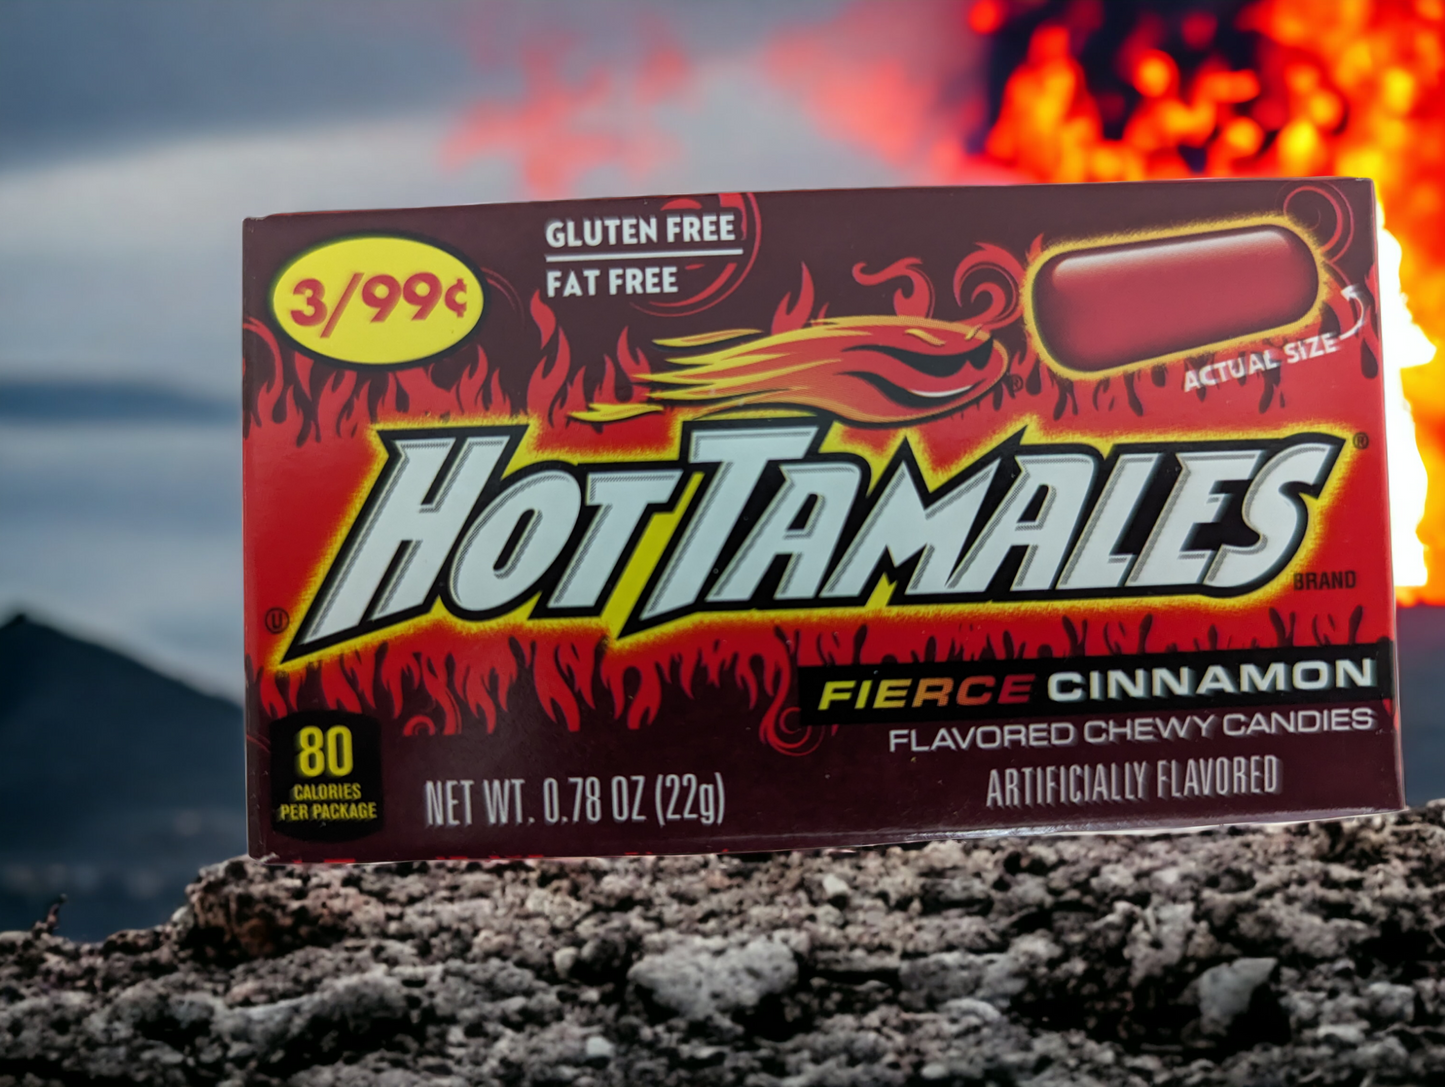 3/99¢
GLUTEN FREE
FAT FREE
ACTUAL SIZE
®
HOT TAMALES®
BRAND
U
FIERCE CINNAMON
FLAVORED CHEWY CANDIES
ARTIFICIALLY FLAVORED
80
CALORIES
PER PACKAGE
NET WT. 0.78 OZ (22g)